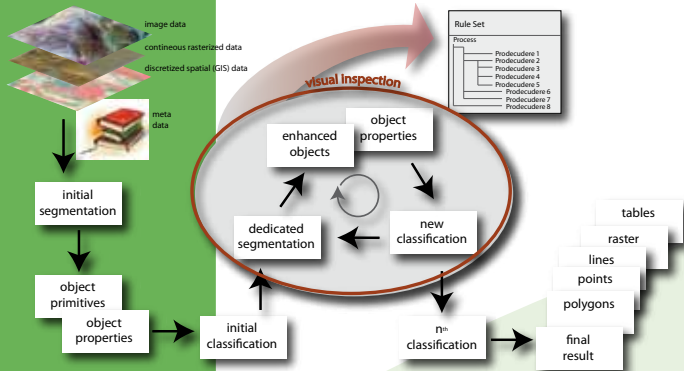 image data
contineous rasterized data
discretized spatial (GIS) data
meta
data
initial
segmentation
object
primitives
object
properties
initial
classification
visual inspection
enhanced
objects
object
properties
dedicated
segmentation
new
classification
Rule Set
Process
Prodecudere 1
Prodecudere 2
Prodecudere 3
Prodecudere 4
Prodecudere 5
Prodecudere 6
Prodecudere 7
Prodecudere 8
nth
classification
tables
raster
lines
points
polygons
final
result